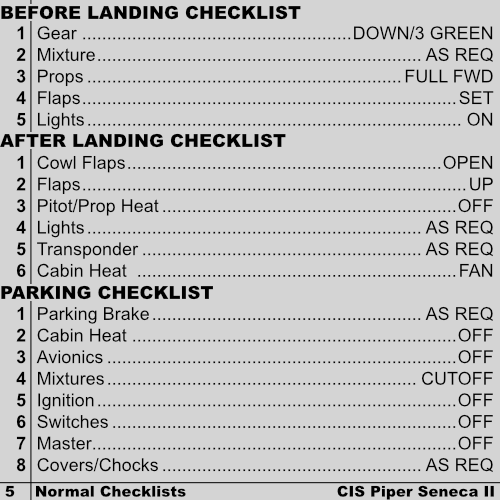 BEFORE LANDING CHECKLIST
1 Gear ................................................DOWN/3 GREEN
2 Mixture..........................................................AS REQ
3 Props ........................................................FULL FWD
4 Flaps..................................................................SET
5 Lights.................................................................. ON
AFTER LANDING CHECKLIST
1 Cowl Flaps........................................................OPEN
2 Flaps....................................................................UP
3 Pitot/Prop Heat.....................................................OFF
4 Lights............................................................AS REQ
5 Transponder ..................................................AS REQ
6 Cabin Heat .........................................................FAN
PARKING CHECKLIST
1 Parking Brake................................................ AS REQ
2 Cabin Heat .........................................................OFF
3 Avionics ..............................................................OFF
4 Mixtures....................................................... CUTOFF
5 Ignition................................................................OFF
6 Switches .............................................................OFF
7 Master.................................................................OFF
8 Covers/Chocks ...............................................AS REQ
5 Normal Checklists CIS Piper Seneca II